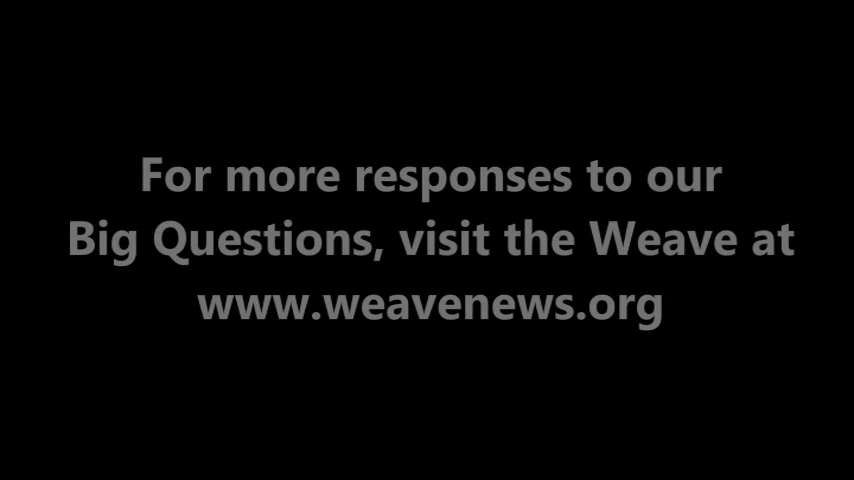 For more responses to our
Big Questions, visit the Weave at
www.weavenews.org